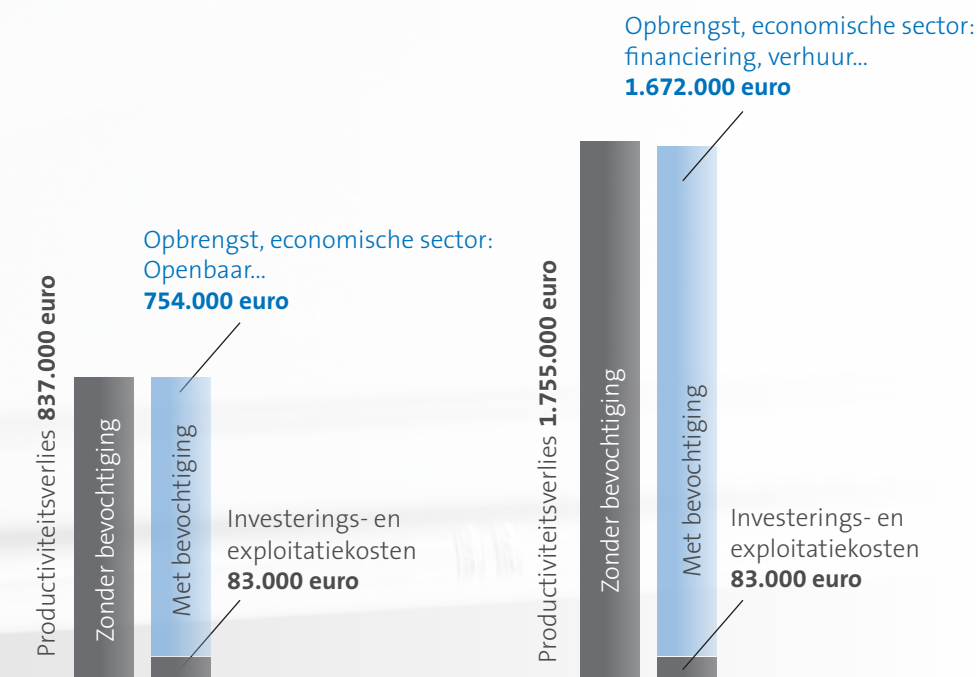 Opbrengst, economische sector:
financiering, verhuur...
1.672.000 euro
Opbrengst, economische sector:
Openbaar...
754.000 euro
Productiviteitsverlies 837.000 euro
Zonder bevochtiging
Met bevochtiging
Investerings- en
exploitatiekosten
83.000 euro
Productiviteitsverlies 1.755.000 euro
Zonder bevochtiging
Met bevochtiging
Investerings- en
exploitatiekosten
83.000 euro